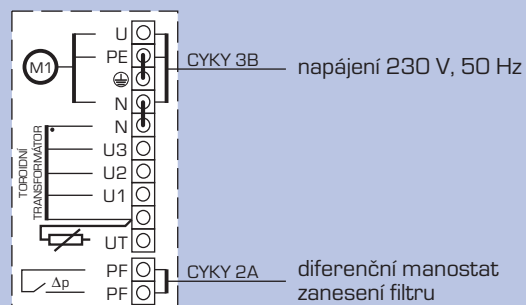 U
PE
M1
CYKY 3B
napájení 230 V, 50 Hz
N
N
TOROIDNÍ
TRANSFORMÁTOR
U3
U2
U1
UT
PF
Δp
PF
CYKY 2A
diferenční manostat
zanesení filtru